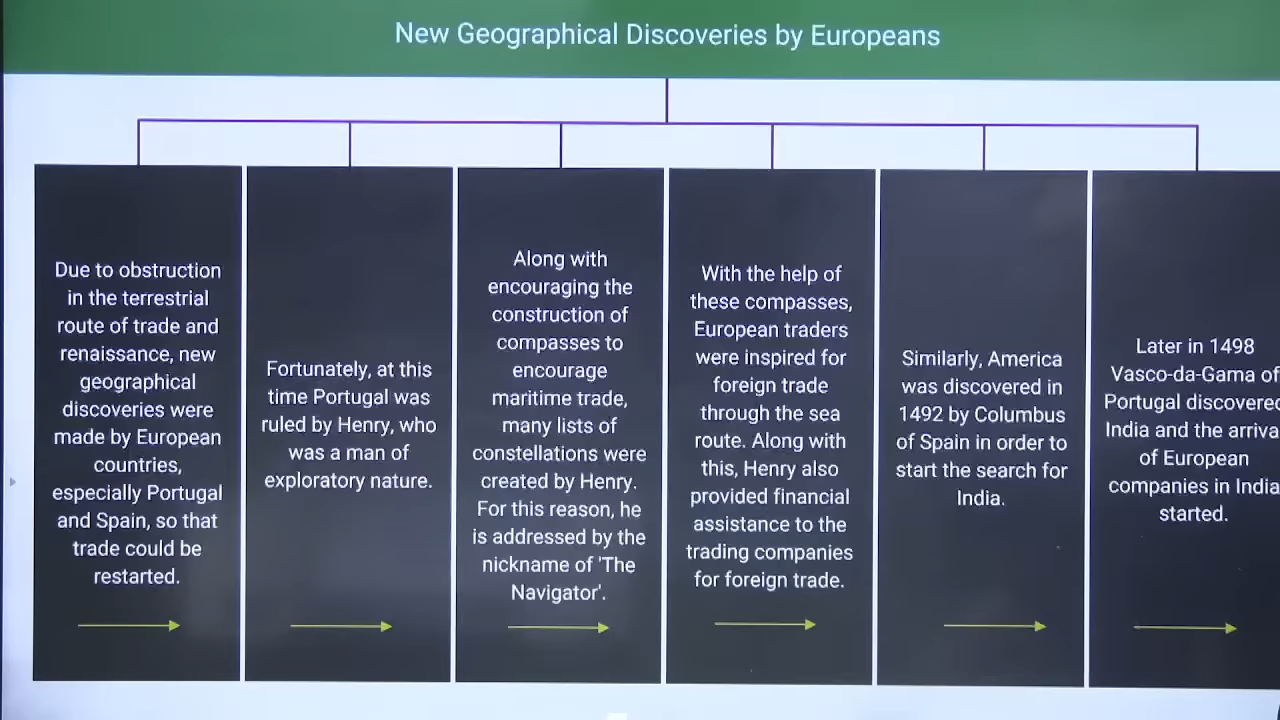 New Geographical Discoveries by Europeans
Due to obstruction
in the terrestrial
route of trade and
renaissance, new
geographical
discoveries were
made by European
countries,
especially Portugal
and Spain, so that
trade could be
restarted.
Fortunately, at this
time Portugal was
ruled by Henry, who
was a man of
exploratory nature.
Along with
encouraging the
construction of
compasses to
encourage
maritime trade,
many lists of
constellations were
created by Henry.
For this reason, he
is addressed by the
nickname of 'The
Navigator'.
With the help of
these compasses,
European traders
were inspired for
foreign trade
through the sea
route. Along with
this, Henry also
provided financial
assistance to the
trading companies
for foreign trade.
Similarly, America
was discovered in
1492 by Columbus
of Spain in order to
start the search for
India.
Later in 1498
Vasco-da-Gama of
Portugal discovered
India and the arriva
of European
companies in India
started.